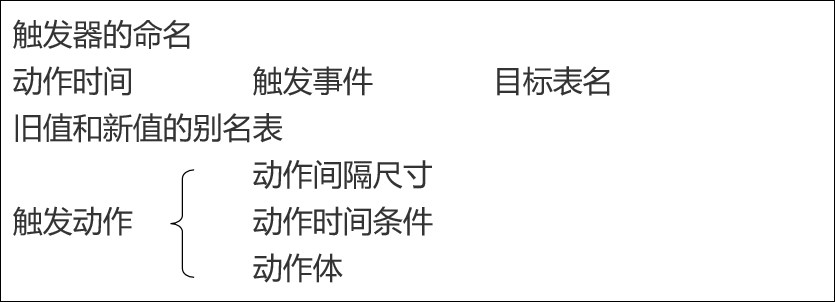 触发器的命名
动作时间 触发事件 目标表名
旧值和新值的别名表
动作间隔尺寸
触发动作 动作时间条件
动作体